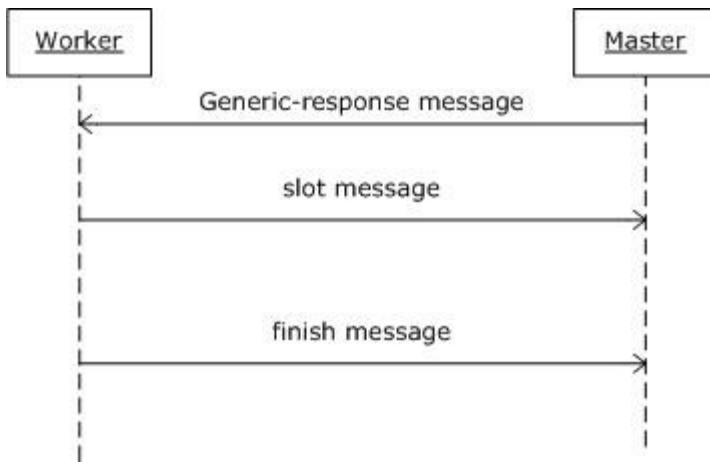 Worker
Master
Generic-response message
slot message
finish message